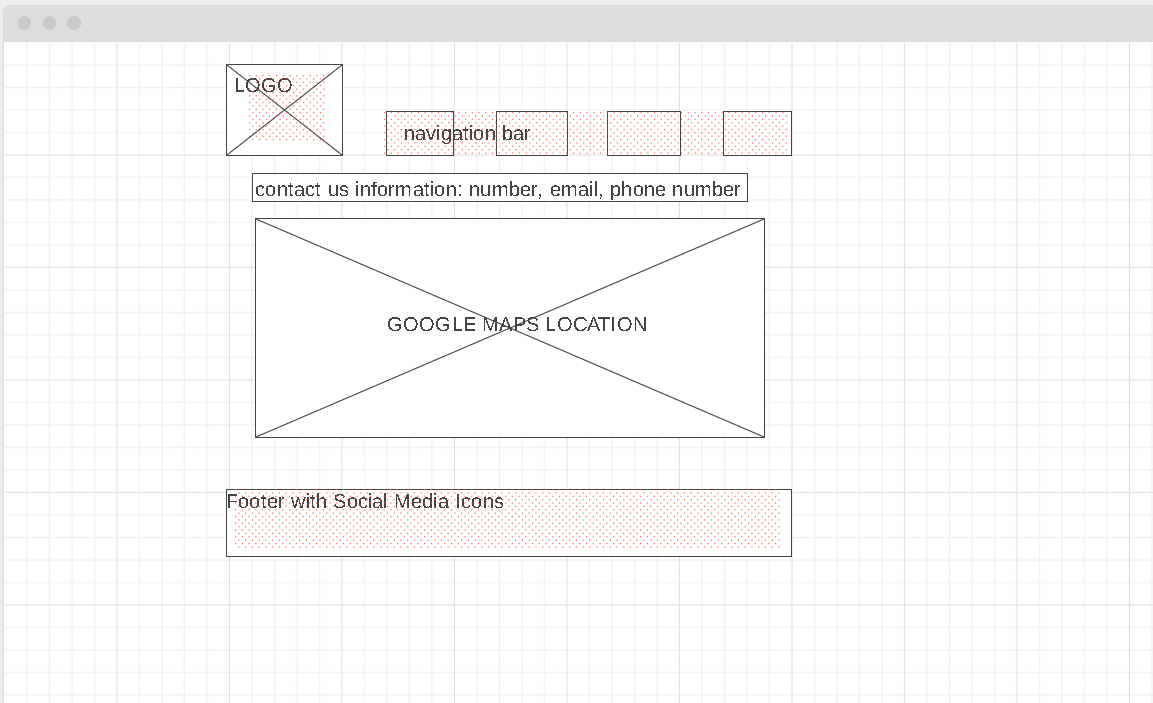 LOGO
navigation bar
contact us information: number, email, phone number
GOOGLE MAPS LOCATION
Footer with Social Media Icons